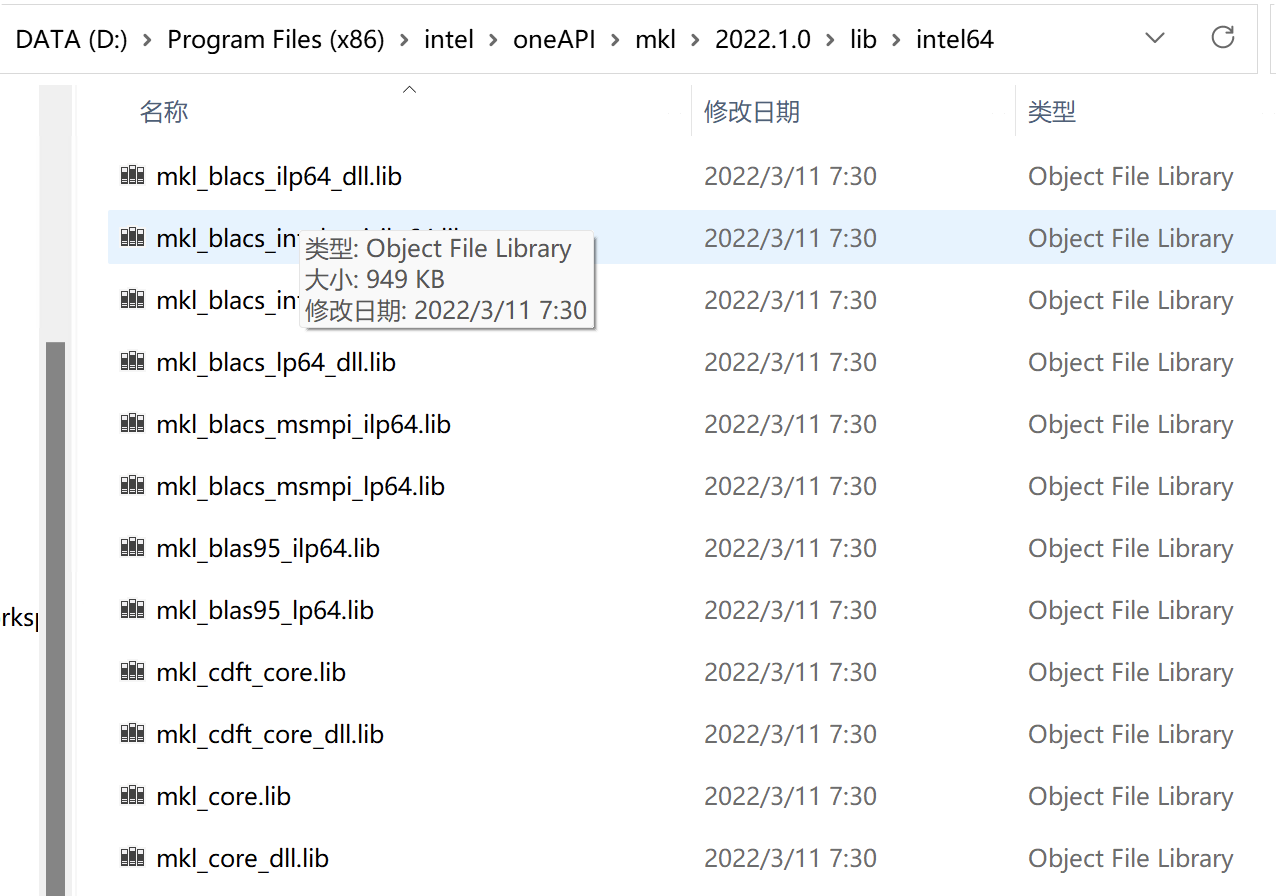 DATA (D:) > Program Files (x86) > intel > oneAPI > mkl > 2022.1.0 > lib > intel64
名称 修改日期 类型
mkl_blacs_ilp64_dll.lib 2022/3/11 7:30 Object File Library
2022/3/11 7:30 Object File Library
类型: Object File Library
大小: 949 KB
修改日期: 2022/3/11 7:30
2022/3/11 7:30 Object File Library
mkl_blacs_lp64_dll.lib 2022/3/11 7:30 Object File Library
mkl_blacs_msmpi_ilp64.lib 2022/3/11 7:30 Object File Library
mkl_blacs_msmpi_lp64.lib 2022/3/11 7:30 Object File Library
mkl_blas95_ilp64.lib 2022/3/11 7:30 Object File Library
mkl_blas95_lp64.lib 2022/3/11 7:30 Object File Library
mkl_cdft_core.lib 2022/3/11 7:30 Object File Library
mkl_cdft_core_dll.lib 2022/3/11 7:30 Object File Library
mkl_core.lib 2022/3/11 7:30 Object File Library
mkl_core_dll.lib 2022/3/11 7:30 Object File Library